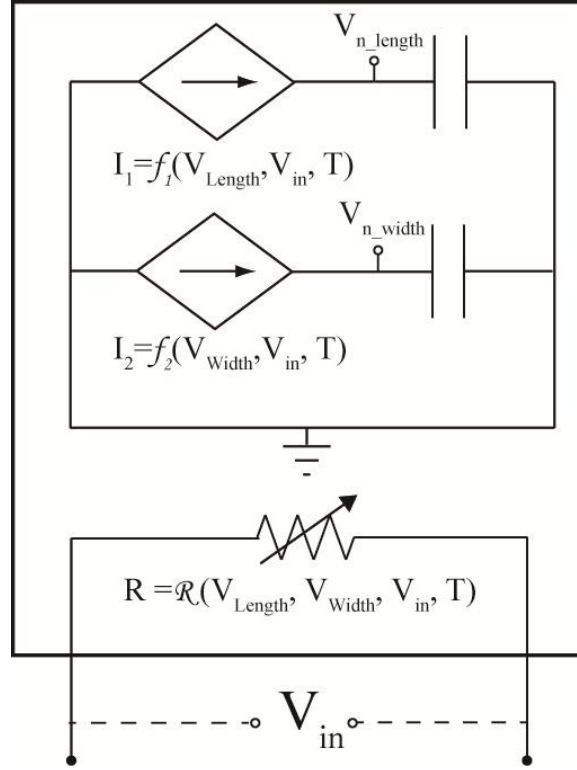 V_n_length
I_1=f_1(V_Length, V_in, T)
V_n_width
I_2=f_2(V_Width, V_in, T)
R =ℛ(V_Length, V_Width, V_in, T)
V_in